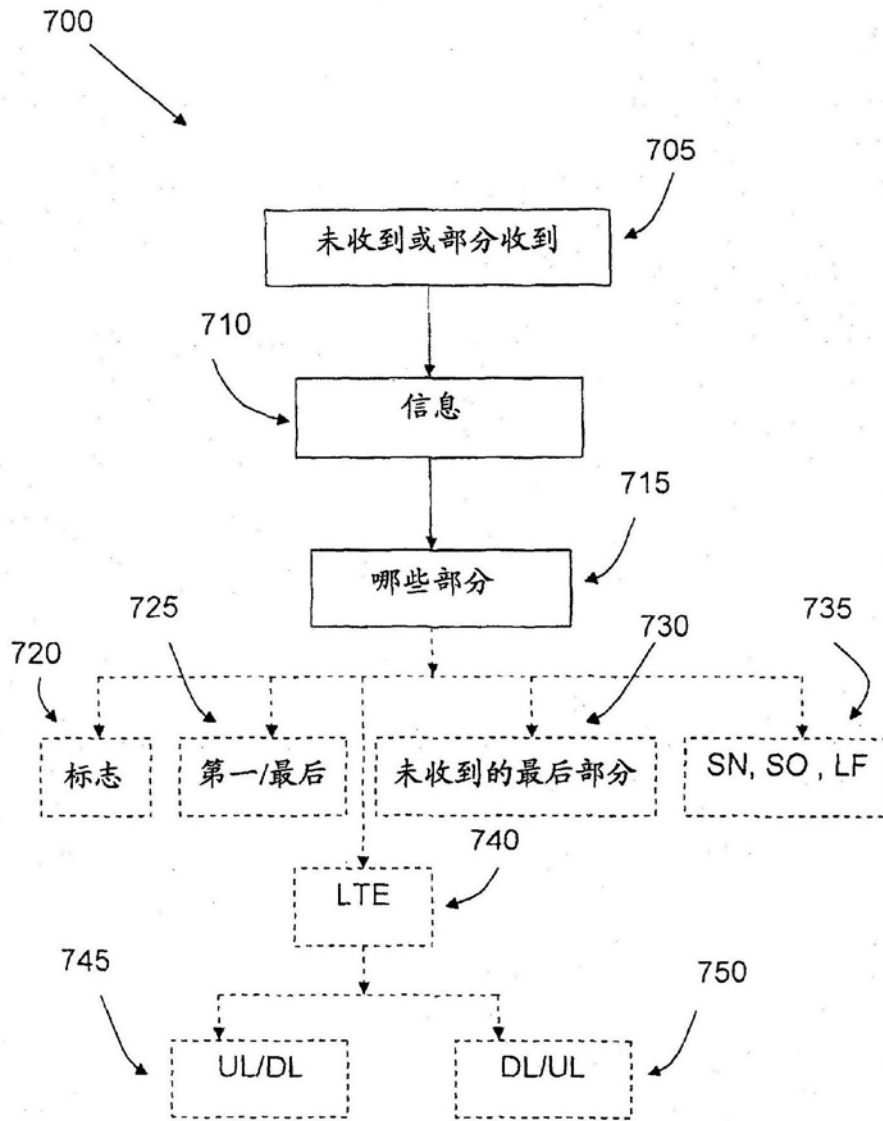 700
705
未收到或部分收到
710
信息
715
哪些部分
725
730
735
720
标志
第一/最后
未收到的最后部分
SN, SO , LF
740
LTE
745
750
UL/DL
DL/UL